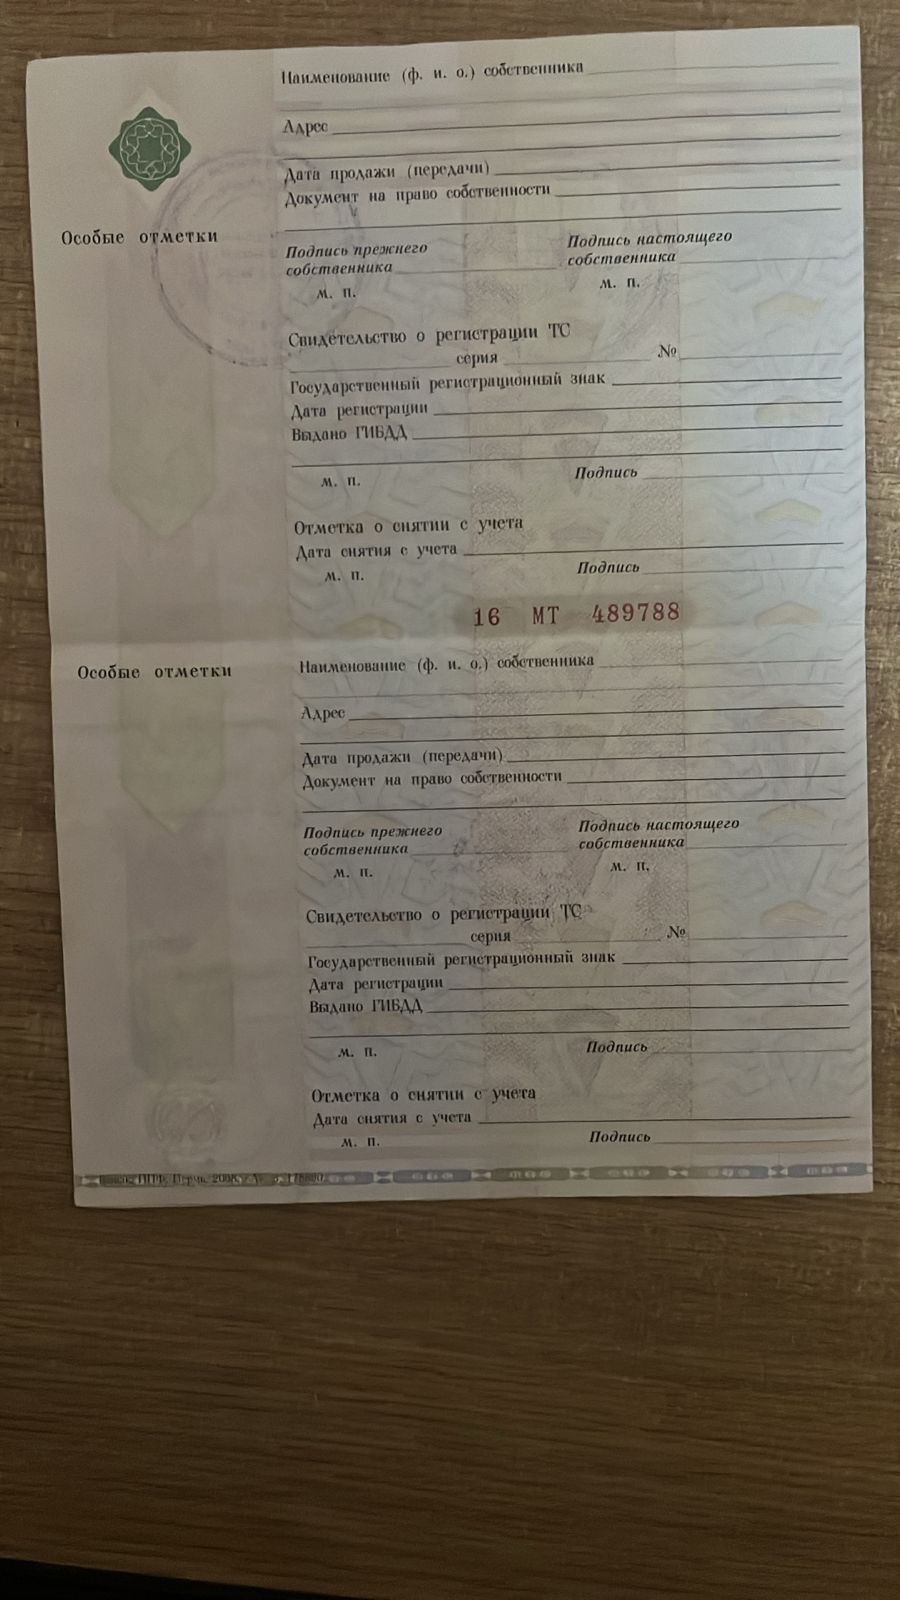 Наименование (ф. и. о.) собственника
Адрес
Дата продажи (передачи)
Документ на право собственности
Особые отметки
Подпись прежнего собственника
Подпись настоящего собственника
м. п.
м. п.
Свидетельство о регистрации ТС
серия №
Государственный регистрационный знак
Дата регистрации
Выдано ГИБДД
м. п. Подпись
Отметка о снятии с учета
Дата снятия с учета
м. п. Подпись
16 МТ 489788
Особые отметки
Наименование (ф. и. о.) собственника
Адрес
Дата продажи (передачи)
Документ на право собственности
Подпись прежнего собственника
Подпись настоящего собственника
м. п.
м. п.
Свидетельство о регистрации ТС
серия №
Государственный регистрационный знак
Дата регистрации
Выдано ГИБДД
м. п. Подпись
Отметка о снятии с учета
Дата снятия с учета
м. п. Подпись